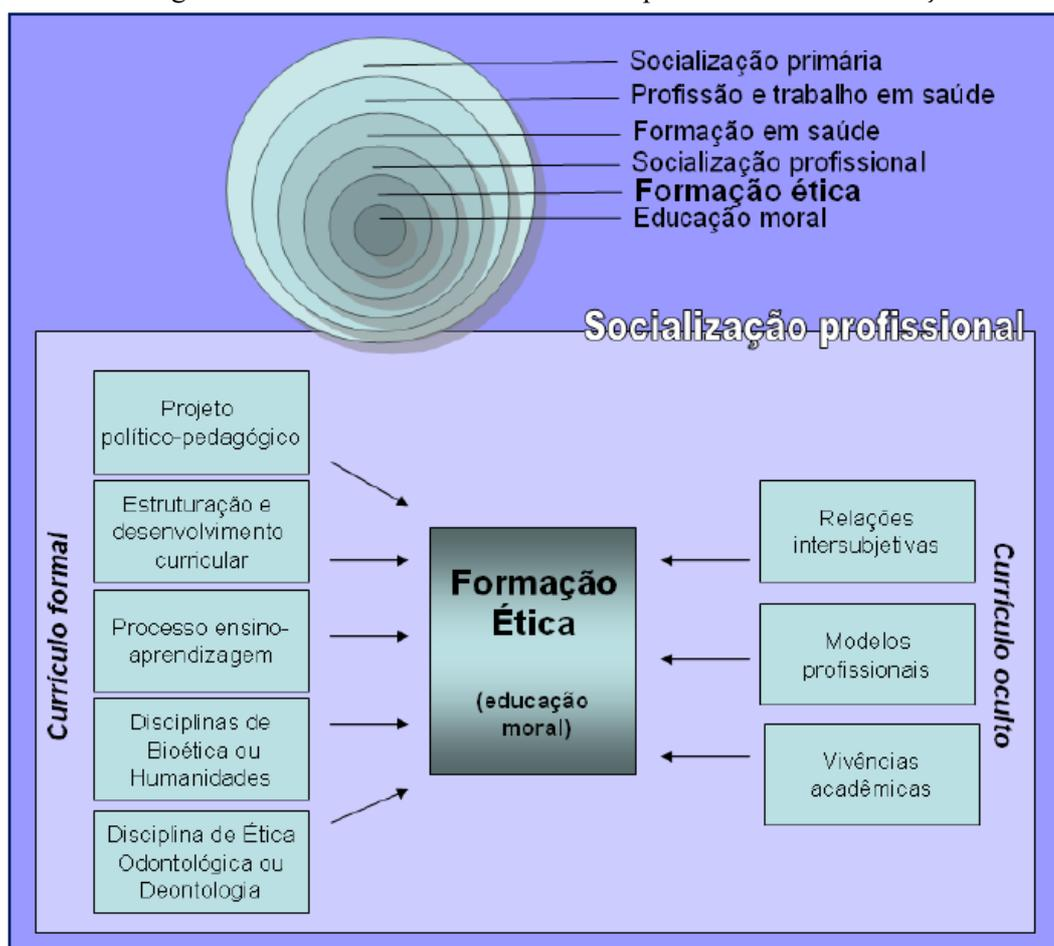 Socialização primária
Profissão e trabalho em saúde
Formação em saúde
Socialização profissional
Formação ética
Educação moral
Socialização profissional
Currículo formal
Projeto
político-pedagógico
Estruturação e
desenvolvimento
curricular
Processo ensino-
aprendizagem
Disciplinas de
Bioética ou
Humanidades
Disciplina de Ética
Odontológica ou
Deontologia
Formação
Ética
(educação
moral)
Relações
intersubjetivas
Modelos
profissionais
Vivências
acadêmicas
Currículo oculto